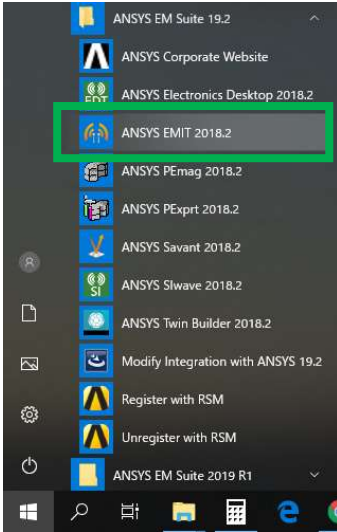 ANSYS EM Suite 19.2
ANSYS Corporate Website
EDT
ANSYS Electronics Desktop 2018.2
ANSYS EMIT 2018.2
ANSYS PEmag 2018.2
ANSYS PExprt 2018.2
ANSYS Savant 2018.2
SI
ANSYS SIwave 2018.2
ANSYS Twin Builder 2018.2
Modify Integration with ANSYS 19.2
Register with RSM
Unregister with RSM
ANSYS EM Suite 2019 R1